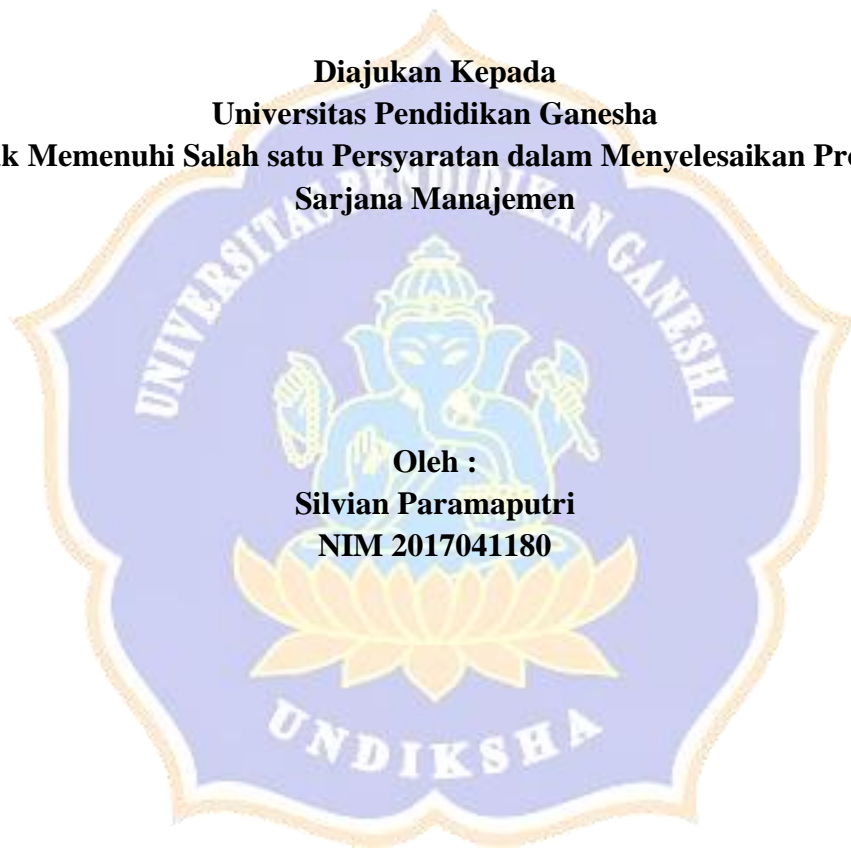 Diajukan Kepada
Universitas Pendidikan Ganesha
Memenuhi Salah satu Persyaratan dalam Menyelesaikan
Sarjana Manajemen
UNIVERSITAS PENDIDIKAN GANESHA
Oleh :
Silvian Paramaputri
NIM 2017041180
UNDIKSHA